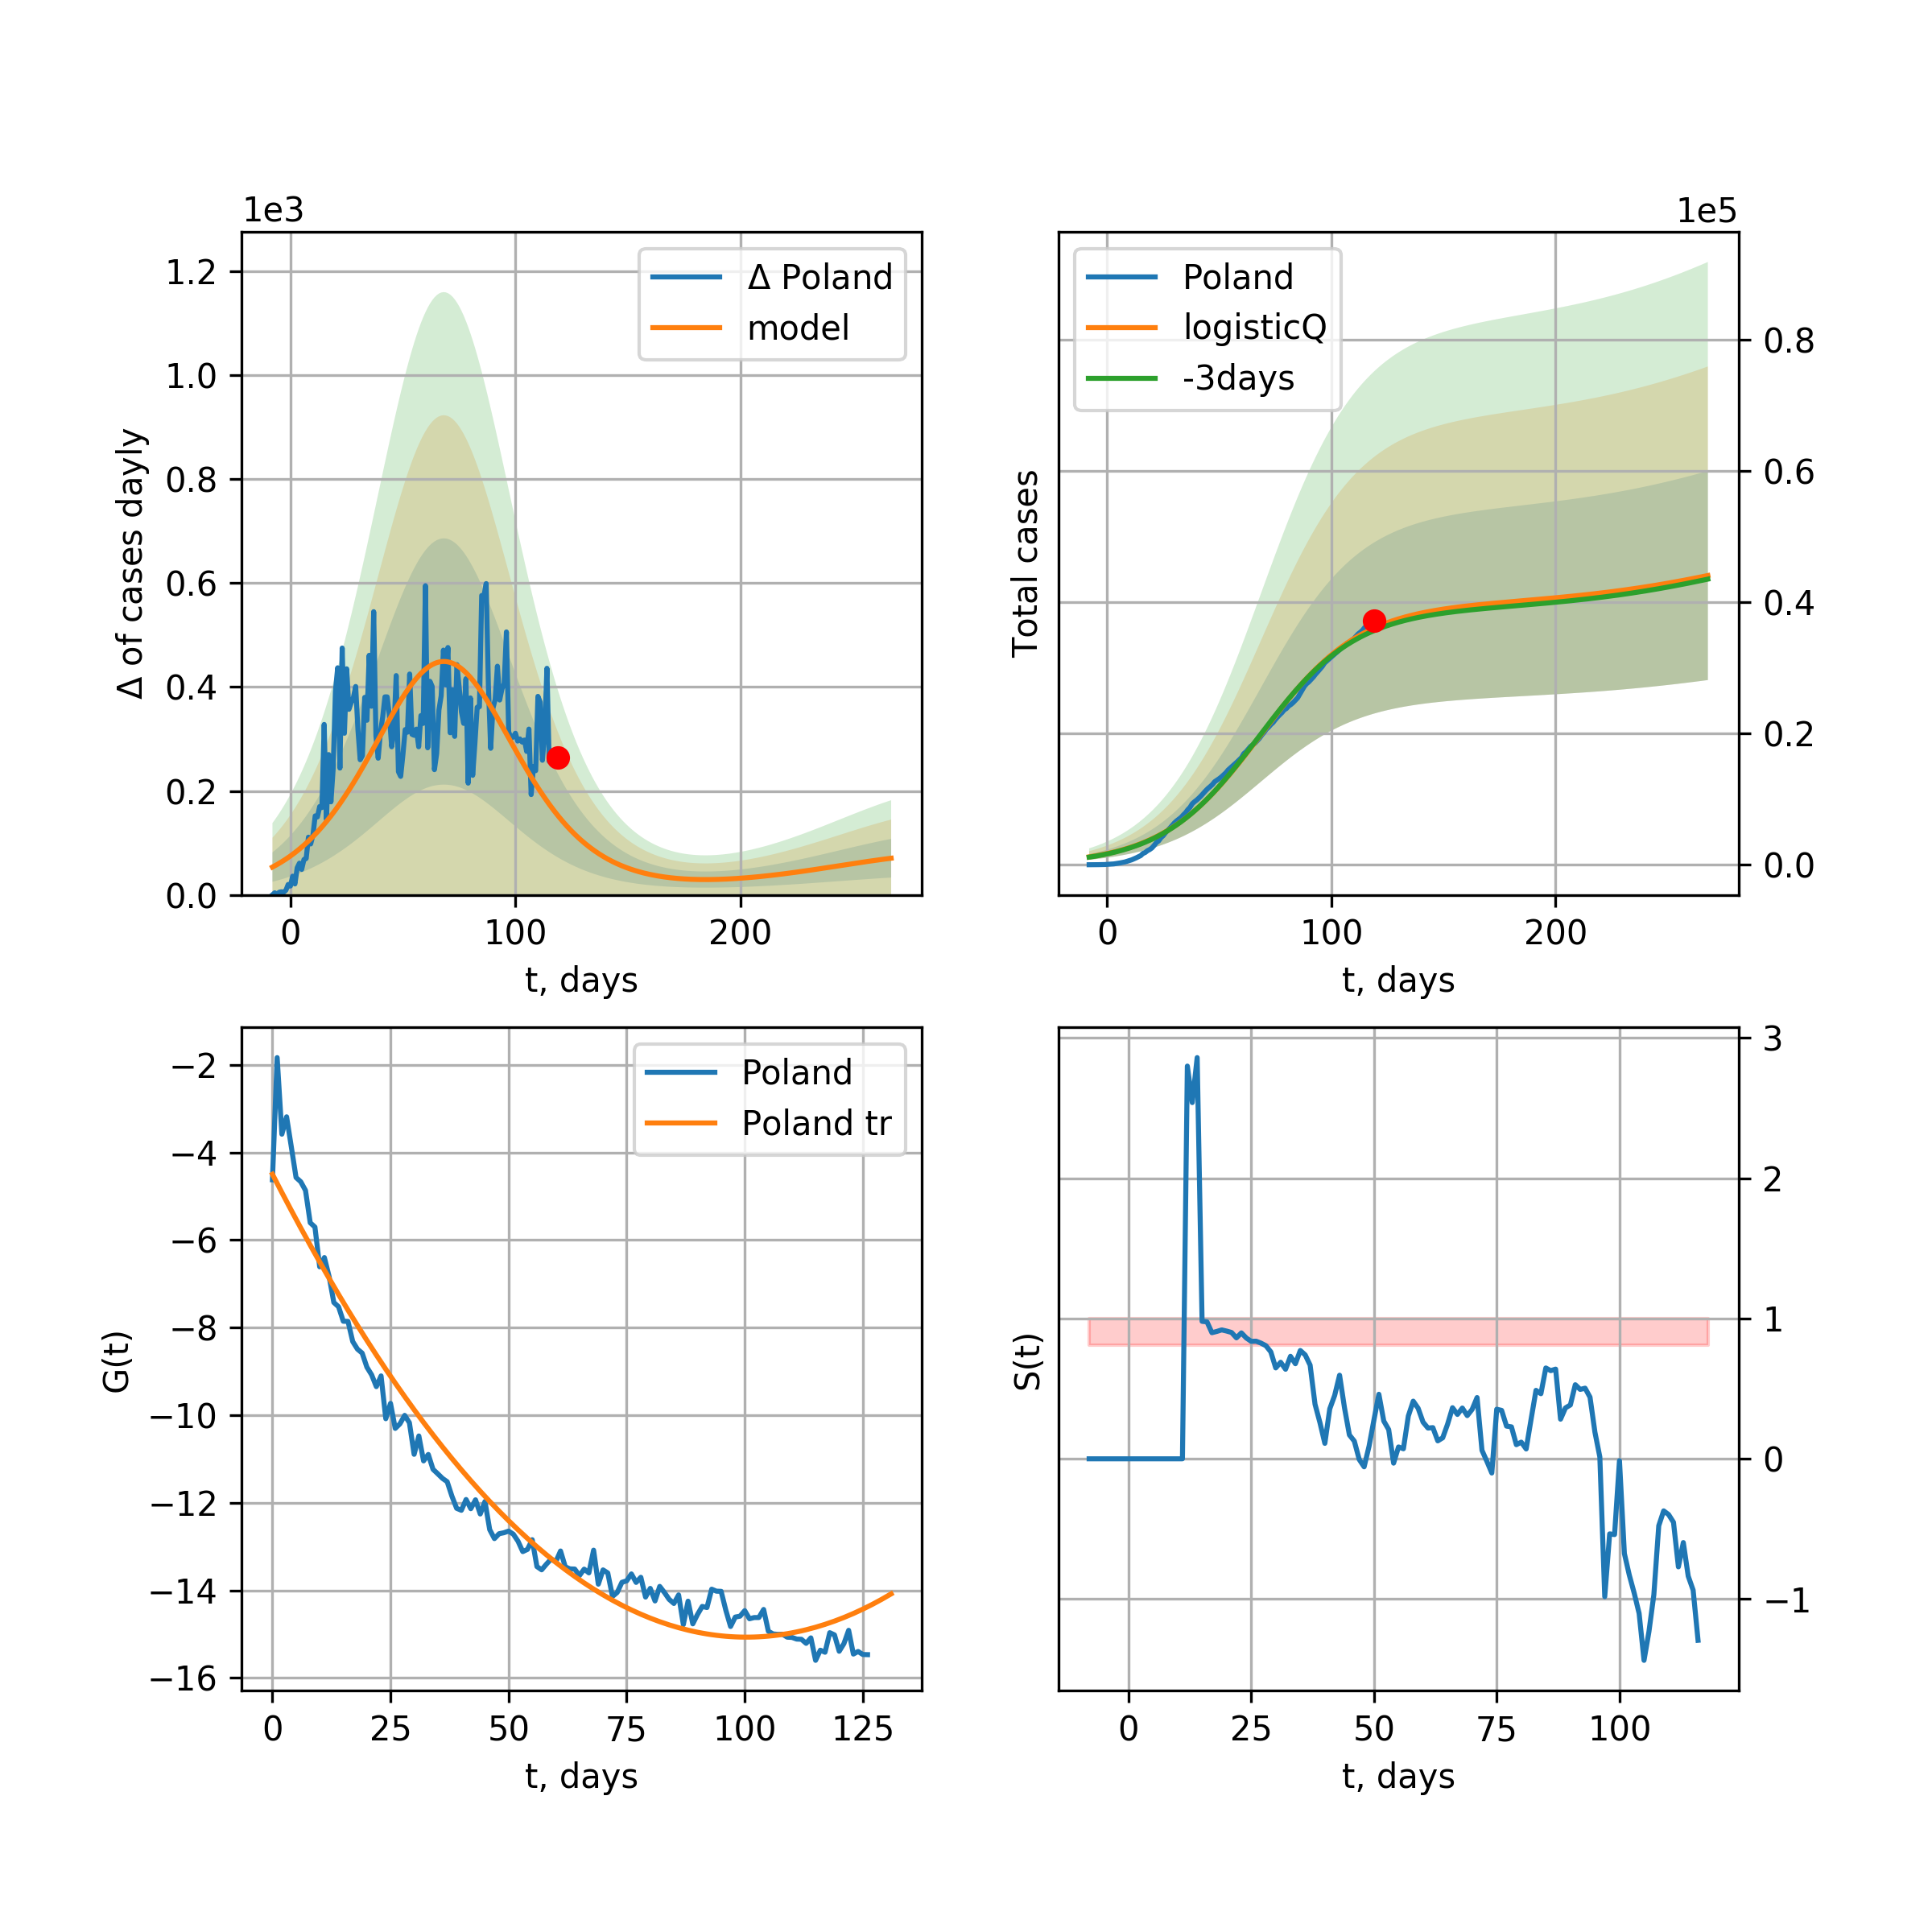 1e3
Δ of cases dayly
1.2
1.0
0.8
0.6
0.4
0.2
0.0
Δ Poland
model
0
100
200
t, days
1e5
Total cases
Poland
logisticQ
-3days
0.8
0.6
0.4
0.2
0.0
0
100
200
t, days
G(t)
−2
−4
−6
−8
−10
−12
−14
−16
Poland
Poland tr
0
25
50
75
100
125
t, days
S(t)
3
2
1
0
−1
0
25
50
75
100
t, days